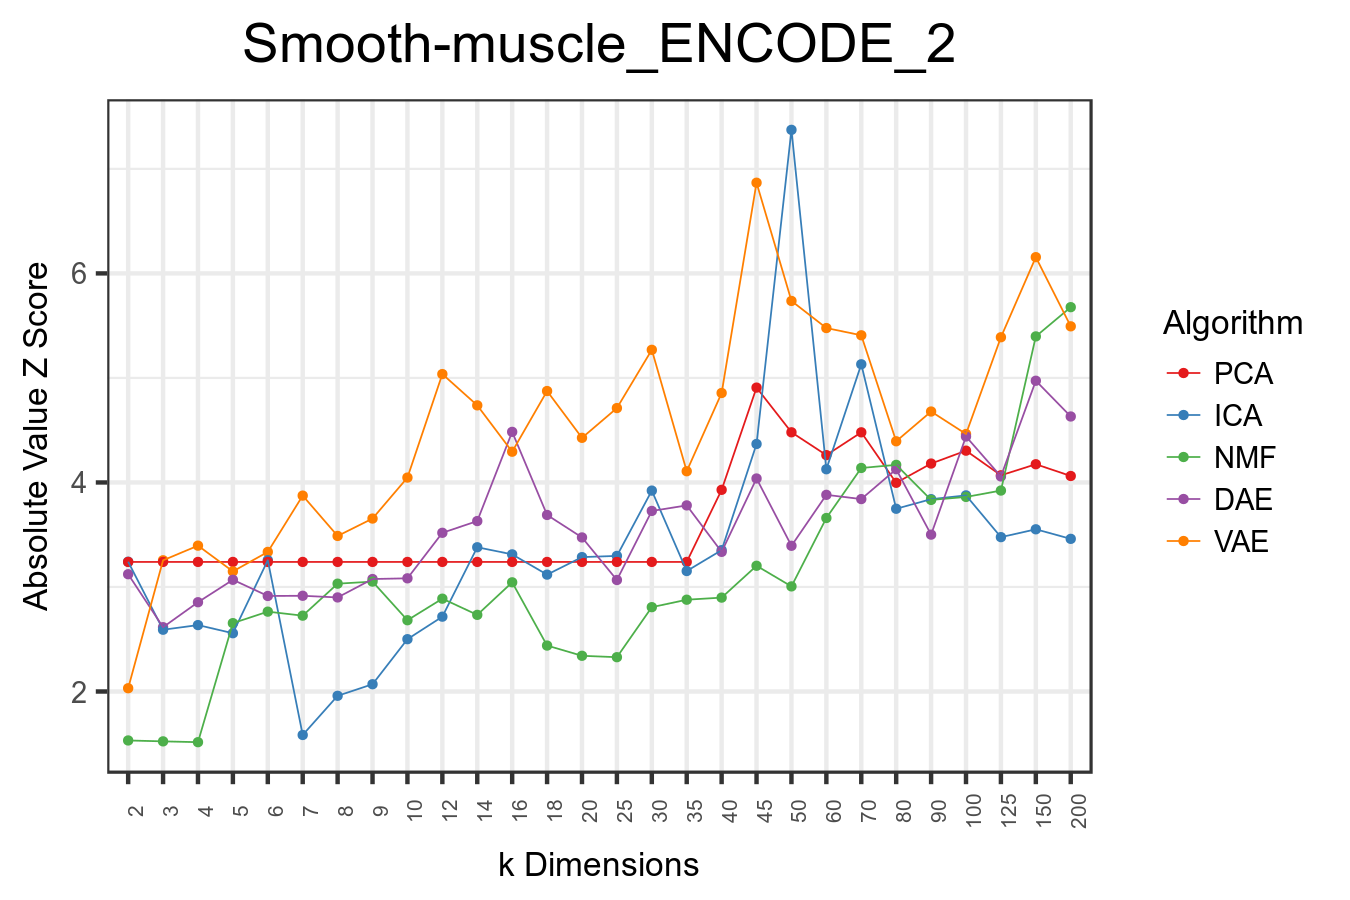 Smooth-muscle_ENCODE_2
Absolute Value Z Score
6
4
2
2 3 4 5 6 7 8 9 10 12 14 16 18 20 25 30 35 40 45 50 60 70 80 90 100 125 150 200
k Dimensions
Algorithm
PCA
ICA
NMF
DAE
VAE